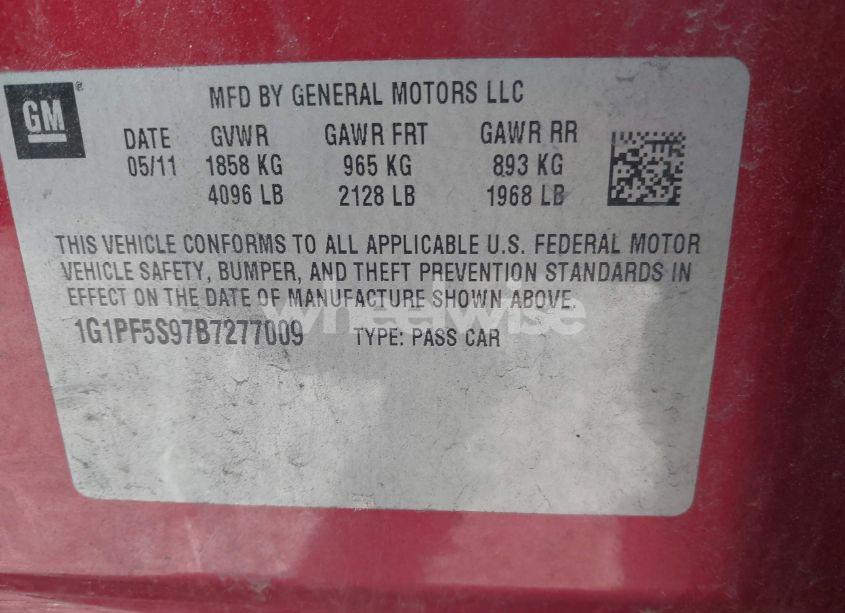 GM ®
MFD BY GENERAL MOTORS LLC
DATE GVWR GAWR FRT GAWR RR
05/11 1858 KG 965 KG 893 KG
4096 LB 2128 LB 1968 LB
THIS VEHICLE CONFORMS TO ALL APPLICABLE U.S. FEDERAL MOTOR
VEHICLE SAFETY, BUMPER, AND THEFT PREVENTION STANDARDS IN
EFFECT ON THE DATE OF MANUFACTURE SHOWN ABOVE.
1G1PF5S97B7277009 TYPE: PASS CAR
wheelwise